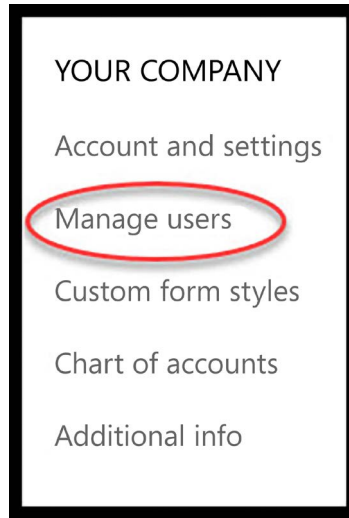 YOUR COMPANY
Account and settings
Manage users
Custom form styles
Chart of accounts
Additional info